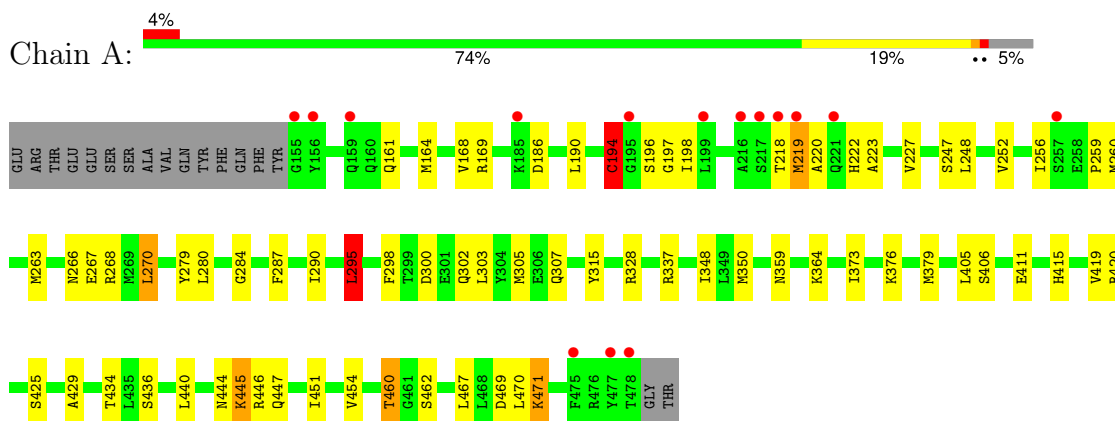 4%
Chain A:
74% 19% •• 5%
GLU ARG THR GLU GLU SER SER ALA VAL GLN TYR PHE GLN PHE TYR G155 Y156 Q159 Q160 Q161 M164 V168 R169 K185 D186 L190 C194 G195 S196 G197 I198 L199 A216 S217 T218 M219 A220 Q221 H222 A223 V227 S247 L248 V252 I256 S257 E258 P259 M260
M263 N266 E267 R268 M269 L270 Y279 L280 G284 F287 I290 L295 F298 T299 D300 E301 Q302 L303 Y304 M305 E306 Q307 Y315 R328 R337 I348 L349 M350 N359 K364 I373 K376 M379 L405 S406 E411 H415 V419
S425 A429 T434 L435 S436 L440 N444 K445 R446 Q447 I451 V454 T460 G461 S462 L467 L468 D469 L470 K471 F475 R476 Y477 T478 GLY THR